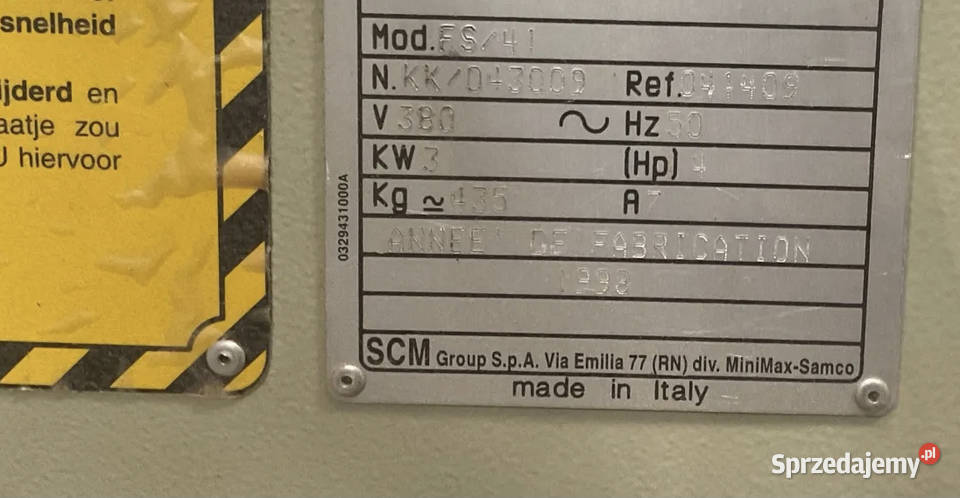 snelheid
ijderd en
aatje zou
U hiervoor
Mod. FS/41
N. KK/043009 Ref. 041409
V 380 ~ Hz 50
KW 3 (Hp) 4
Kg ≃ 435 A 7
ANNEE' DE FABRICATION
1998
03294310000A
SCM Group S.p.A. Via Emilia 77 (RN) div. MiniMax-Samco
made in Italy
Sprzedajemy.pl